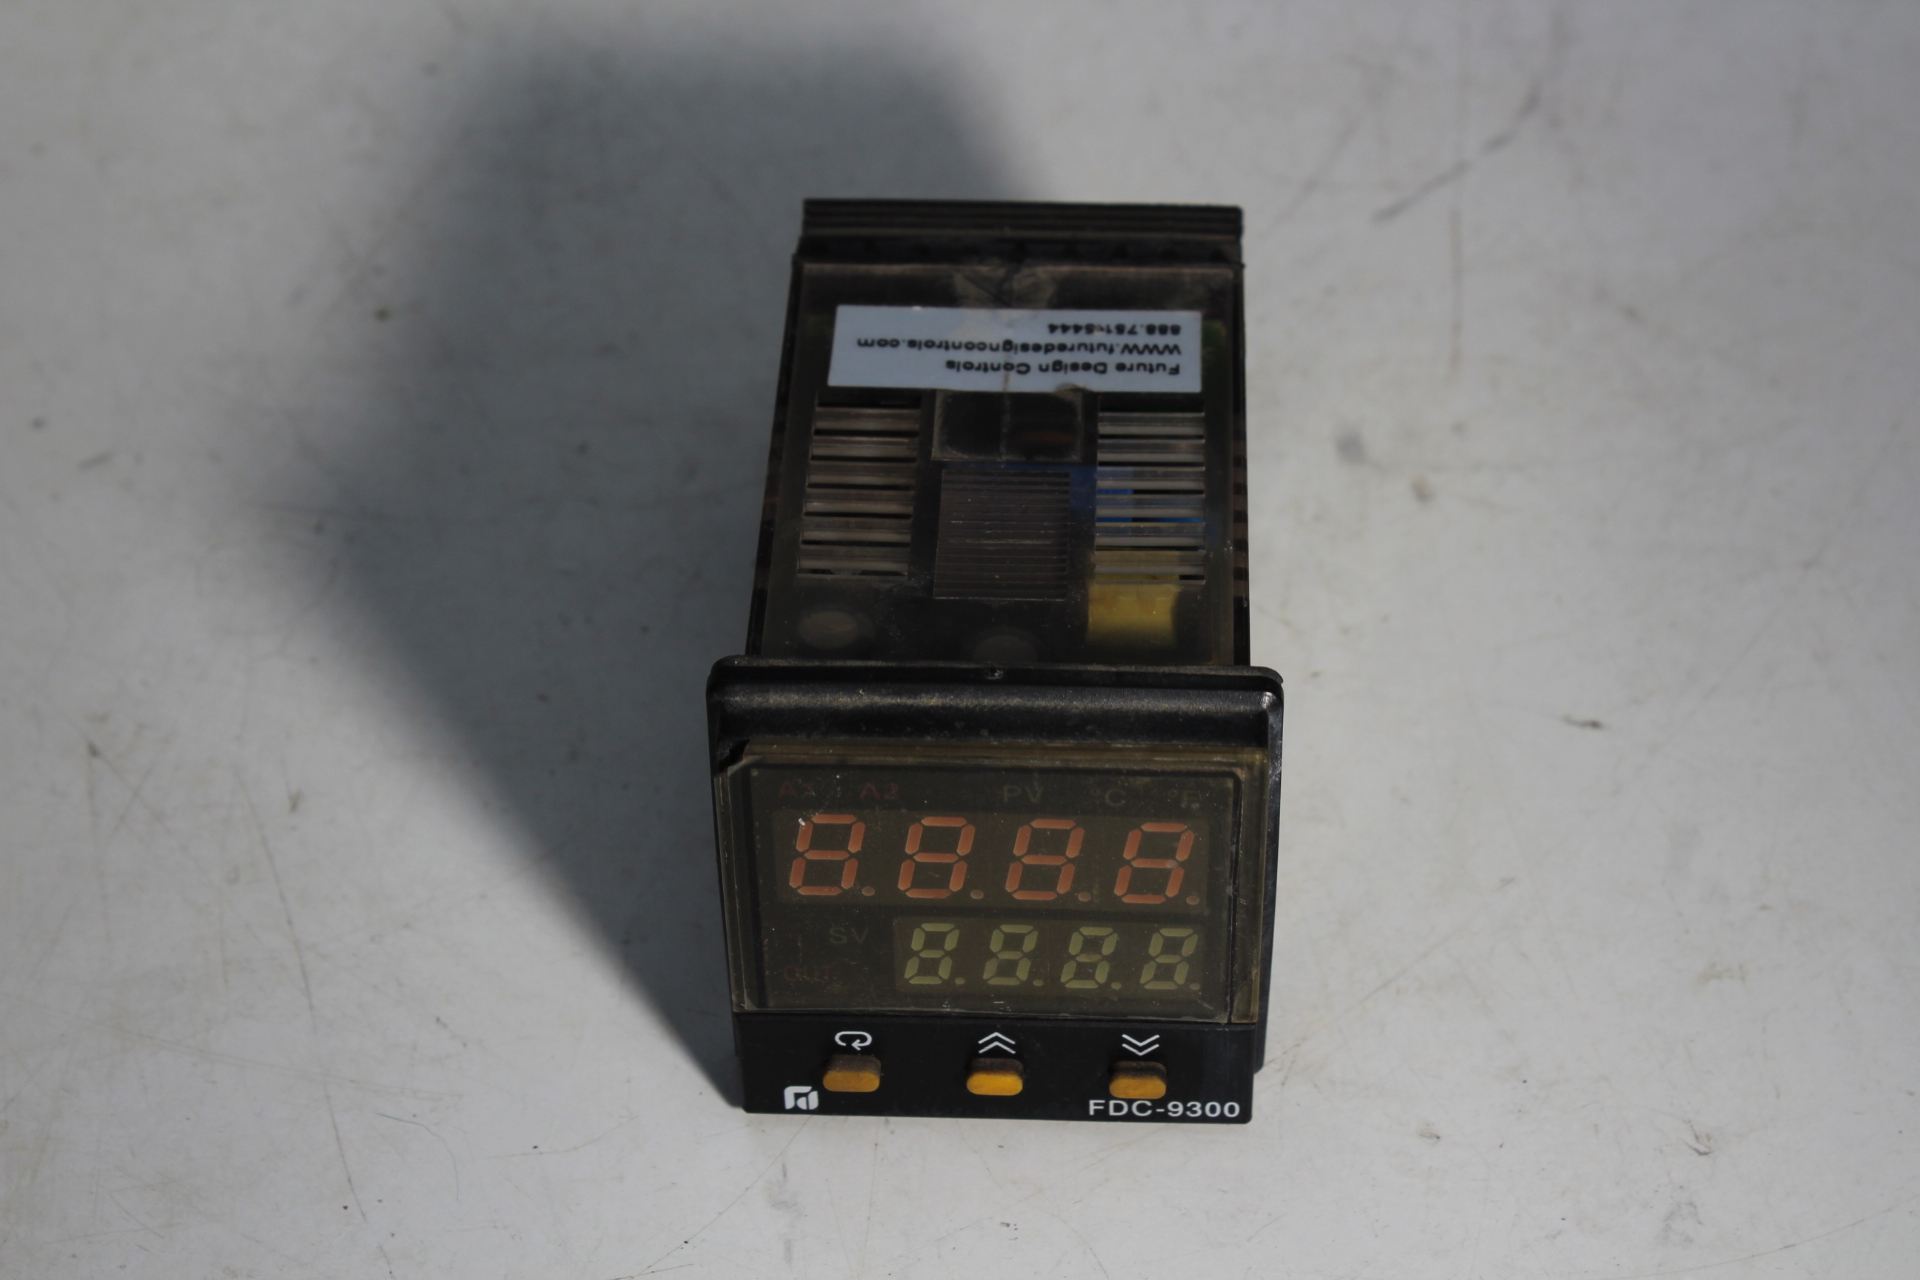 Future Design Controls
WWW.futuredesigncontrols.com
888.751.5444
A1 A2 PV °C °F
8.8.8.8.
SV 8.8.8.8.
OUT
FDC-9300